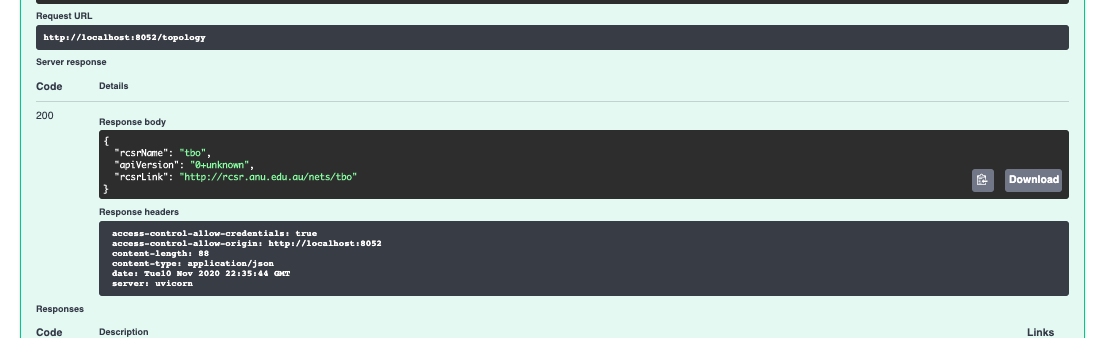 Request URL
http://localhost:8052/topology
Server response
Code Details
200
Response body
{
"rcsrName": "tbo",
"apiVersion": "0+unknown",
"rcsrLink": "http://rcsr.anu.edu.au/nets/tbo"
}
Download
Response headers
access-control-allow-credentials: true
access-control-allow-origin: http://localhost:8052
content-length: 88
content-type: application/json
date: Tue10 Nov 2020 22:35:44 GMT
server: uvicorn
Responses
Code Description Links